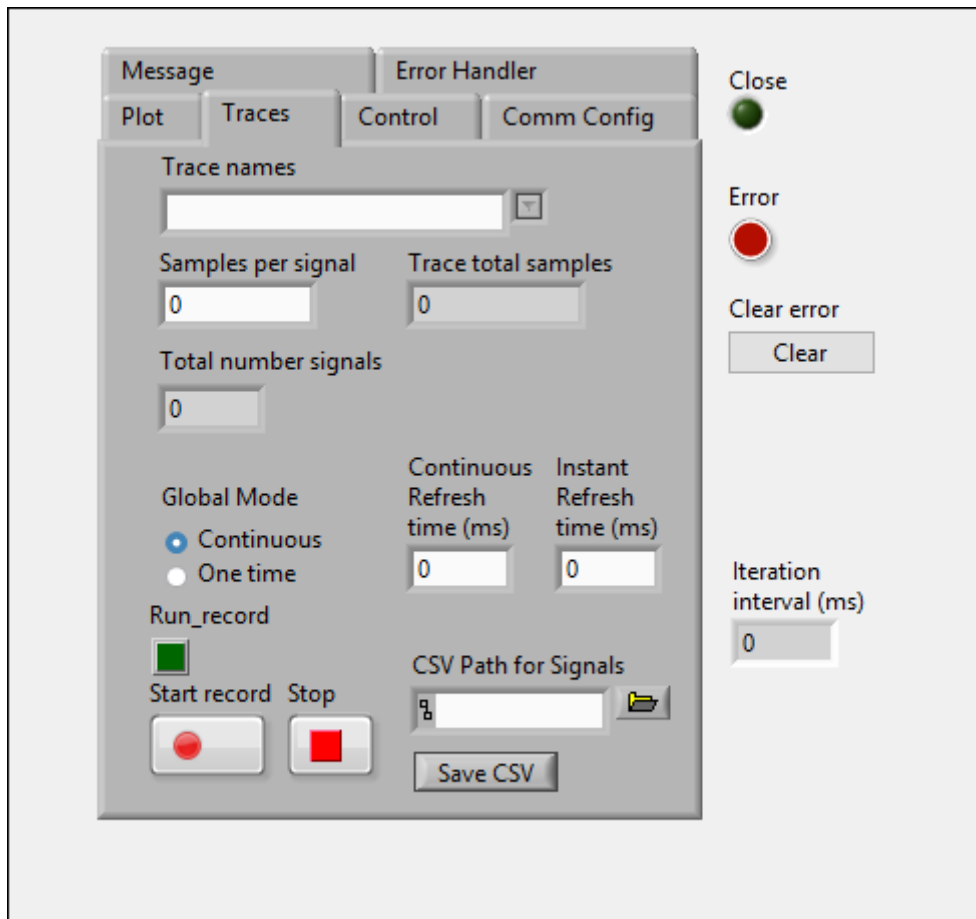 Message
Error Handler
Plot
Traces
Control
Comm Config
Trace names
Samples per signal
Trace total samples
0
0
Total number signals
0
Global Mode
Continuous
One time
Continuous
Refresh
time (ms)
Instant
Refresh
time (ms)
0
0
Run_record
Start record
Stop
CSV Path for Signals
Save CSV
Close
Error
Clear error
Clear
Iteration
interval (ms)
0